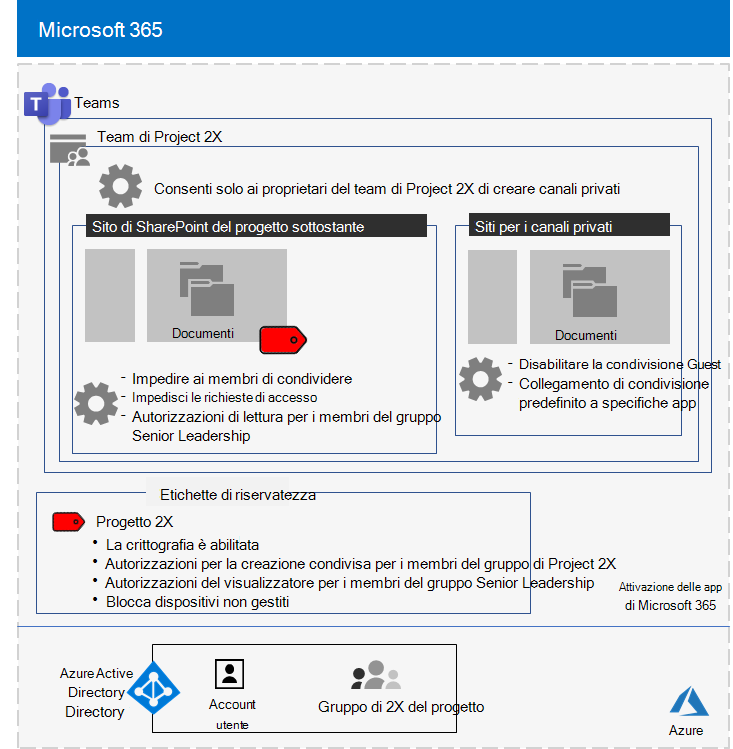 Microsoft 365
T
Teams
Team di Project 2X
Consenti solo ai proprietari del team di Project 2X di creare canali privati
Sito di SharePoint del progetto sottostante
Documenti
- Impedire ai membri di condividere
- Impedisci le richieste di accesso
- Autorizzazioni di lettura per i membri del gruppo
Senior Leadership
Siti per i canali privati
Documenti
- Disabilitare la condivisione Guest
- Collegamento di condivisione
predefinito a specifiche app
Etichette di riservatezza
Progetto 2X
• La crittografia è abilitata
• Autorizzazioni per la creazione condivisa per i membri del gruppo di Project 2X
• Autorizzazioni del visualizzatore per i membri del gruppo Senior Leadership
• Blocca dispositivi non gestiti
Attivazione delle app
di Microsoft 365
Azure Active
Directory
Directory
Account
utente
Gruppo di 2X del progetto
Azure